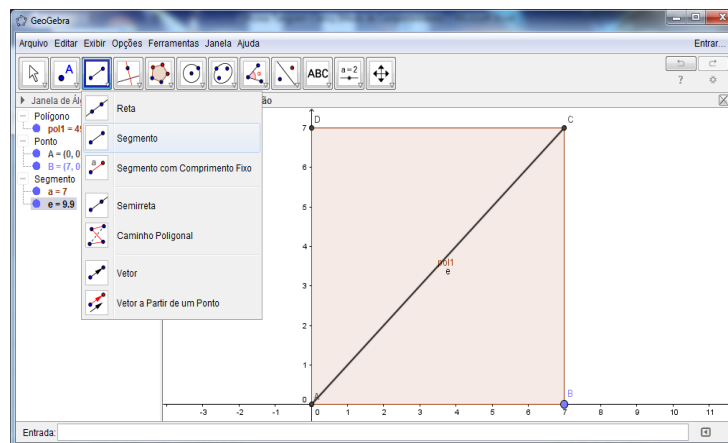 GeoGebra
Arquivo Editar Exibir Opções Ferramentas Janela Ajuda
Entrar...
A
a
ABC
a=2
?
Janela de Ál
ão
Polígono
pol1 = 49
Ponto
A = (0, 0
B = (7, 0
Segmento
a = 7
e = 9.9
Reta
Segmento
a
Segmento com Comprimento Fixo
Semirreta
Caminho Poligonal
Vetor
Vetor a Partir de um Ponto
D
C
7
6
5
4
3
2
1
0
pol1
e
A
B
-3 -2 -1 0 1 2 3 4 5 6 7 8 9 10 11
Entrada: